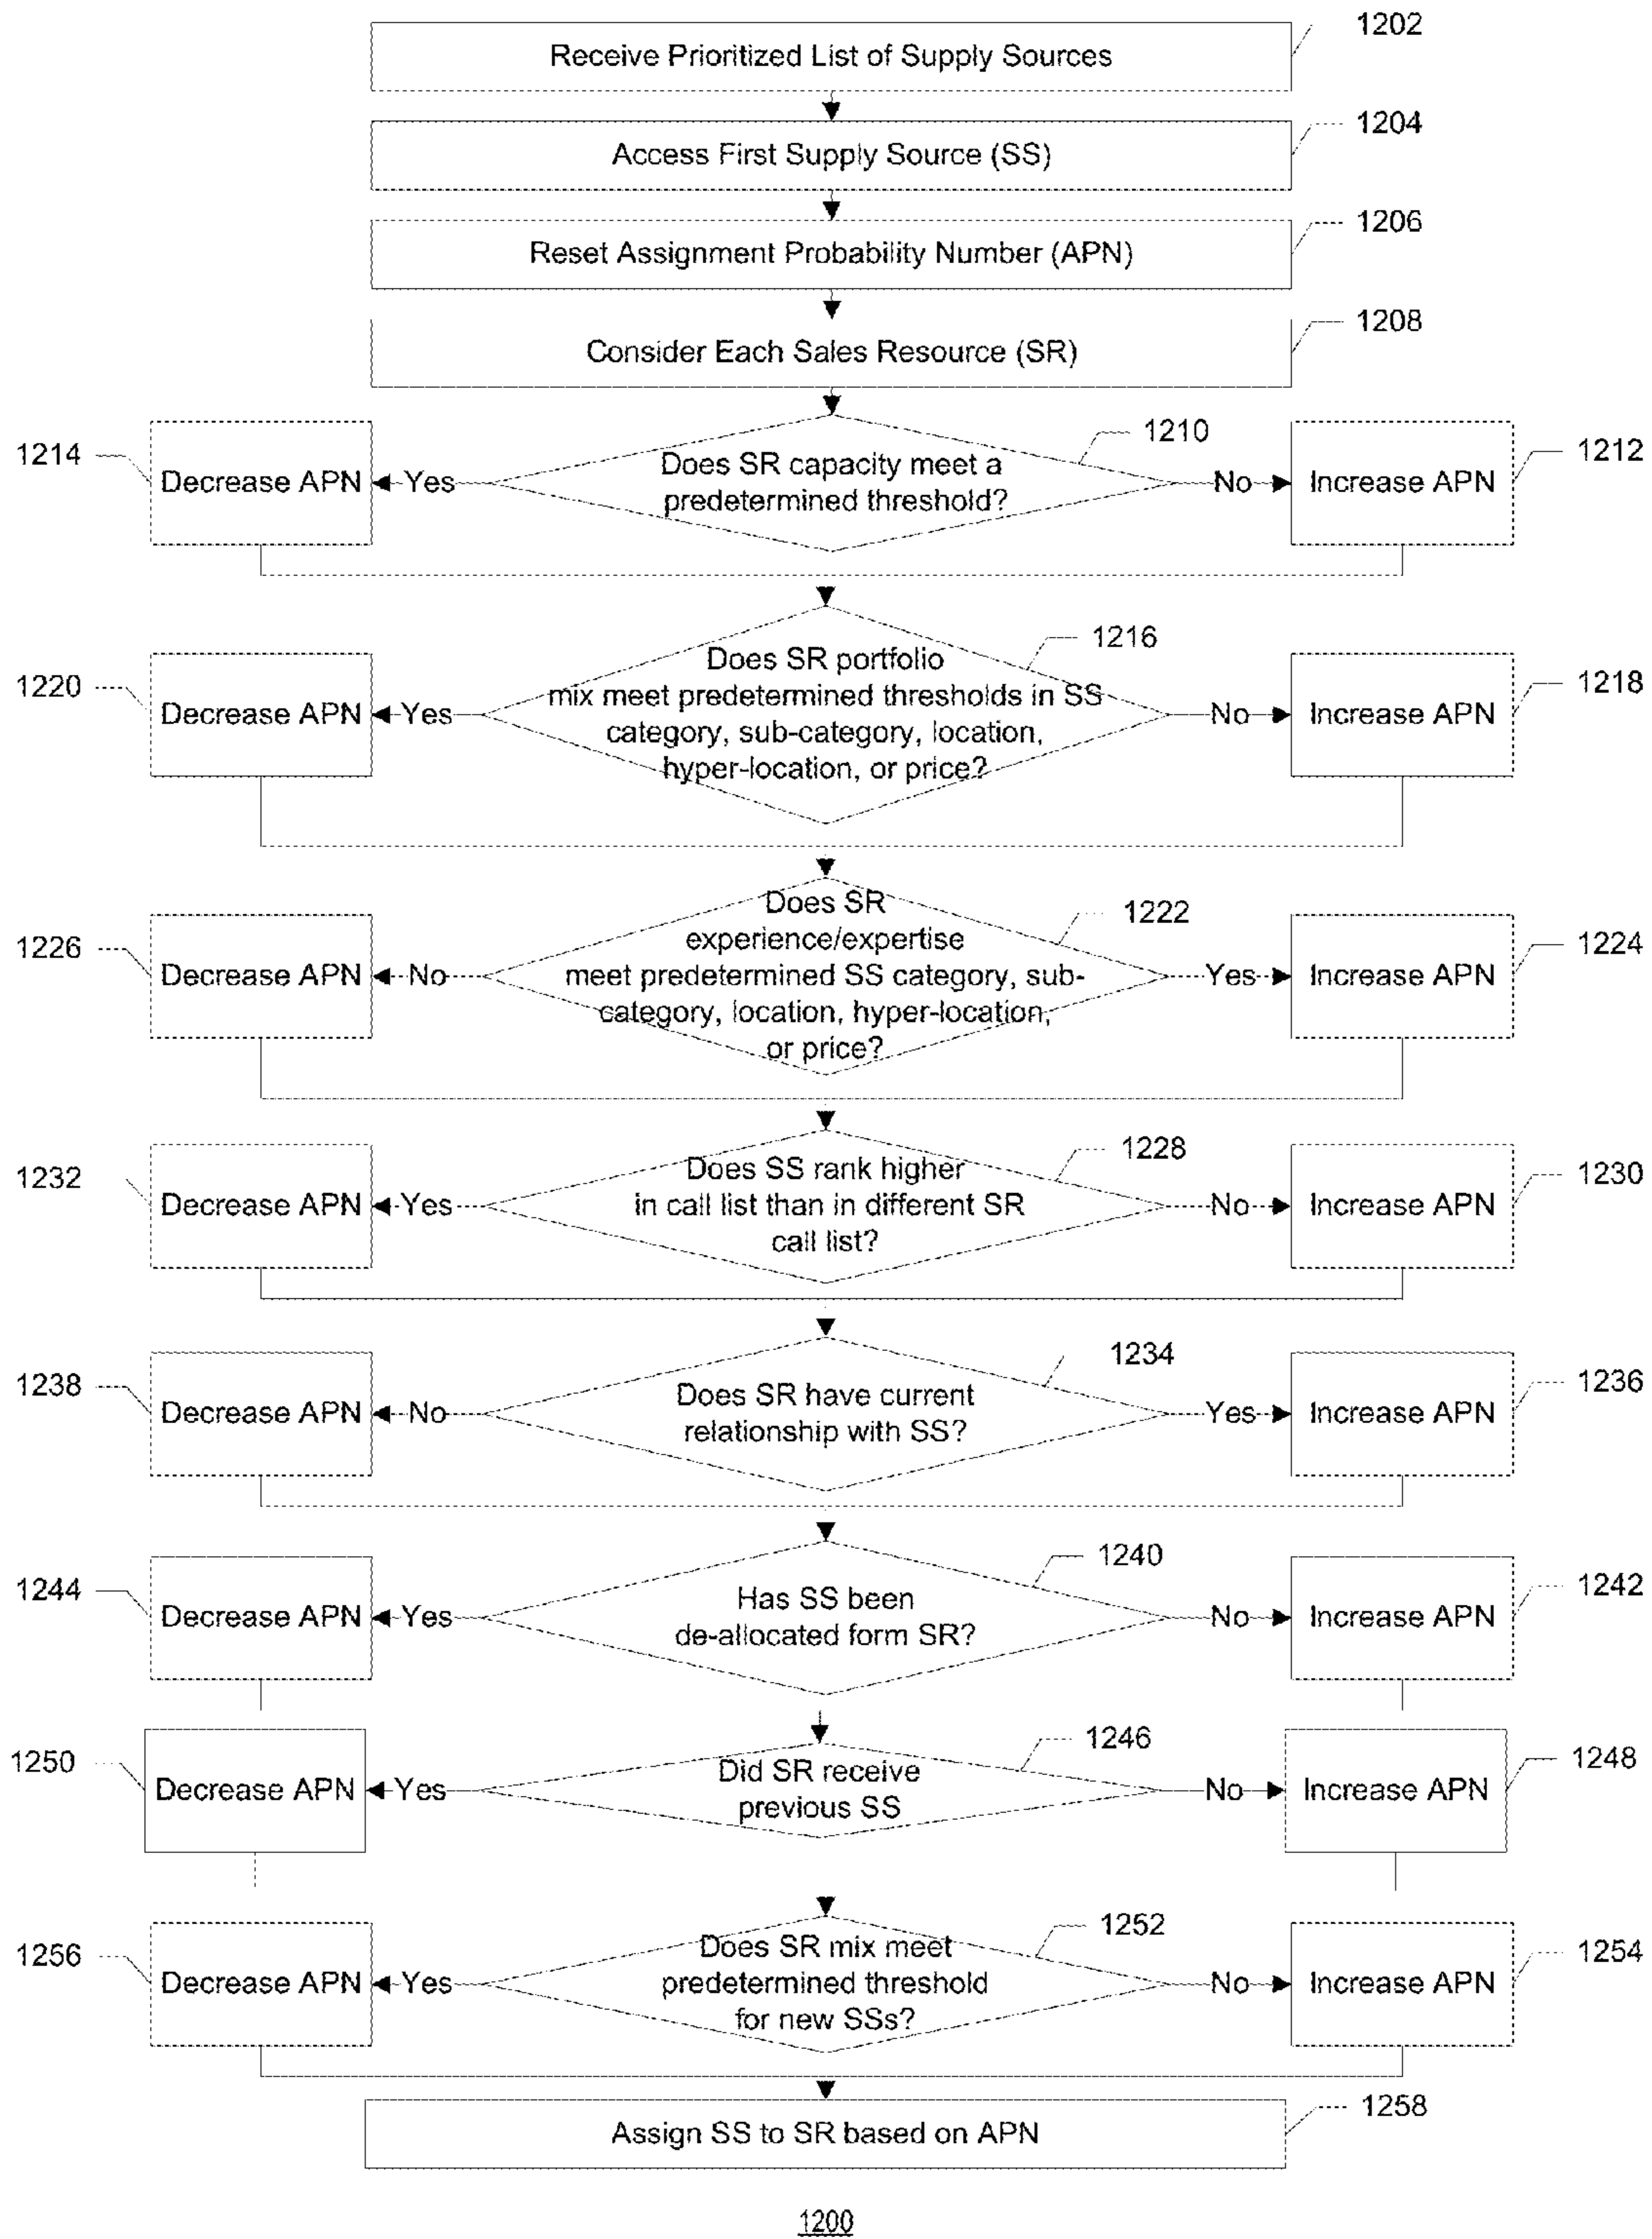 1202
Receive Prioritized List of Supply Sources
1204
Access First Supply Source (SS)
1206
Reset Assignment Probability Number (APN)
1208
Consider Each Sales Resource (SR)
1210
1214
1212
Does SR capacity meet a
predetermined threshold?
Decrease APN
Yes
No
Increase APN
1216
1220
1218
Does SR portfolio
mix meet predetermined thresholds in SS
category, sub-category, location,
hyper-location, or price?
Decrease APN
Yes
No
Increase APN
1222
1226
1224
Does SR
experience/expertise
meet predetermined SS category, sub-
category, location, hyper-location,
or price?
Decrease APN
No
Yes
Increase APN
1228
1232
1230
Does SS rank higher
in call list than in different SR
call list?
Decrease APN
Yes
No
Increase APN
1234
1238
1236
Does SR have current
relationship with SS?
Decrease APN
No
Yes
Increase APN
1240
1244
1242
Has SS been
de-allocated form SR?
Decrease APN
Yes
No
Increase APN
1246
1250
1248
Did SR receive
previous SS
Decrease APN
Yes
No
Increase APN
1252
1256
1254
Does SR mix meet
predetermined threshold
for new SSs?
Decrease APN
Yes
No
Increase APN
1258
Assign SS to SR based on APN
1200